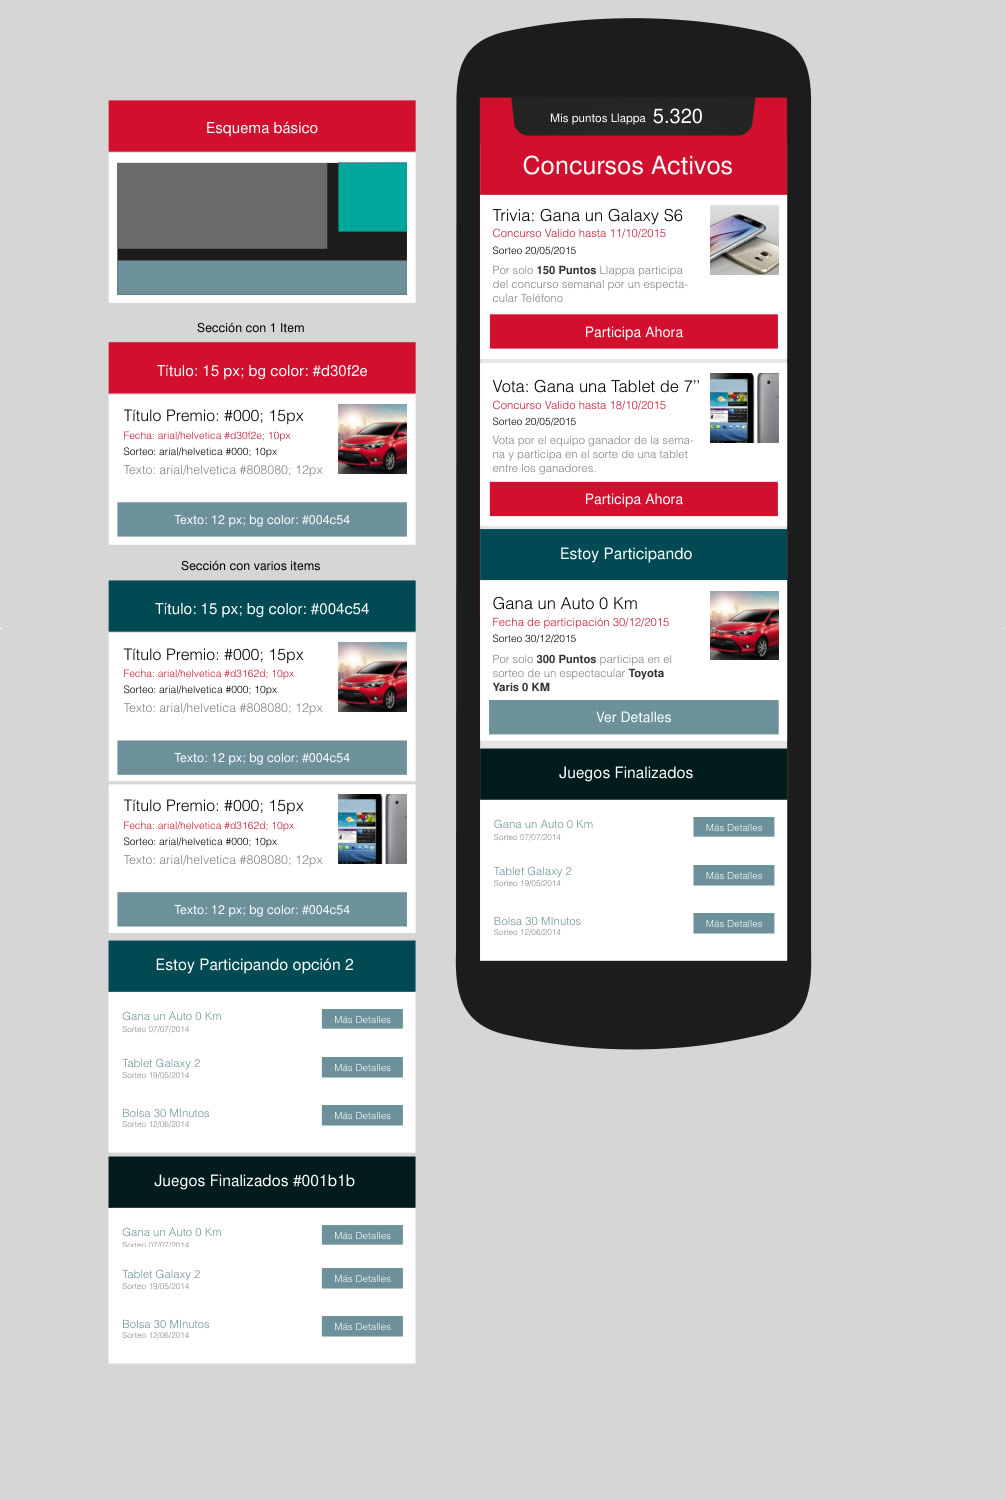 Esquema básico
Sección con 1 Item
Título: 15 px; bg color: #d30f2e
Título Premio: #000; 15px
Fecha: arial/helvetica #d30f2e; 10px
Sorteo: arial/helvetica #000; 10px
Texto: arial/helvetica #808080; 12px
Texto: 12 px; bg color: #004c54
Sección con varios items
Título: 15 px; bg color: #004c54
Título Premio: #000; 15px
Fecha: arial/helvetica #d3162d; 10px
Sorteo: arial/helvetica #000; 10px
Texto: arial/helvetica #808080; 12px
Texto: 12 px; bg color: #004c54
Título Premio: #000; 15px
Fecha: arial/helvetica #d3162d; 10px
Sorteo: arial/helvetica #000; 10px
Texto: arial/helvetica #808080; 12px
Texto: 12 px; bg color: #004c54
Estoy Participando opción 2
Gana un Auto 0 Km
Sorteo 07/07/2014
Más Detalles
Tablet Galaxy 2
Sorteo 19/05/2014
Más Detalles
Bolsa 30 MInutos
Sorteo 12/06/2014
Más Detalles
Juegos Finalizados #001b1b
Gana un Auto 0 Km
Sorteo 07/07/2014
Más Detalles
Tablet Galaxy 2
Sorteo 19/05/2014
Más Detalles
Bolsa 30 MInutos
Sorteo 12/06/2014
Más Detalles
Mis puntos Llappa 5.320
Concursos Activos
Trivia: Gana un Galaxy S6
Concurso Valido hasta 11/10/2015
Sorteo 20/05/2015
Por solo 150 Puntos Llappa participa
del concurso semanal por un especta-
cular Teléfono
Participa Ahora
Vota: Gana una Tablet de 7’’
Concurso Valido hasta 18/10/2015
Sorteo 20/05/2015
Vota por el equipo ganador de la sema-
na y participa en el sorte de una tablet
entre los ganadores.
Participa Ahora
Estoy Participando
Gana un Auto 0 Km
Fecha de participación 30/12/2015
Sorteo 30/12/2015
Por solo 300 Puntos participa en el
sorteo de un espectacular Toyota
Yaris 0 KM
Ver Detalles
Juegos Finalizados
Gana un Auto 0 Km
Sorteo 07/07/2014
Más Detalles
Tablet Galaxy 2
Sorteo 19/05/2014
Más Detalles
Bolsa 30 MInutos
Sorteo 12/06/2014
Más Detalles